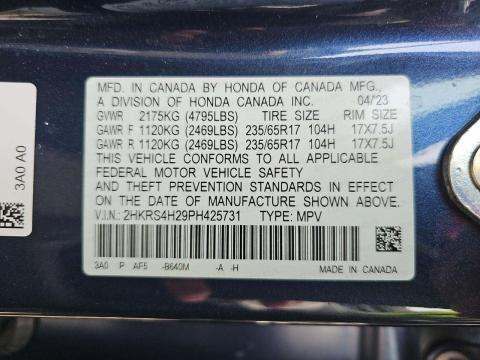 MFD. IN CANADA BY HONDA OF CANADA MFG.,
A DIVISION OF HONDA CANADA INC. 04/23
GVWR 2175KG (4795LBS) TIRE SIZE RIM SIZE
GAWR F 1120KG (2469LBS) 235/65R17 104H 17X7.5J
GAWR R 1120KG (2469LBS) 235/65R17 104H 17X7.5J
THIS VEHICLE CONFORMS TO ALL APPLICABLE
FEDERAL MOTOR VEHICLE SAFETY
AND THEFT PREVENTION STANDARDS IN EFFECT
ON THE DATE OF MANUFACTURE SHOWN ABOVE.
V.I.N.: 2HKRS4H29PH425731 TYPE: MPV
3A0 P AF5 -B640M -A -H MADE IN CANADA
3A0 A0